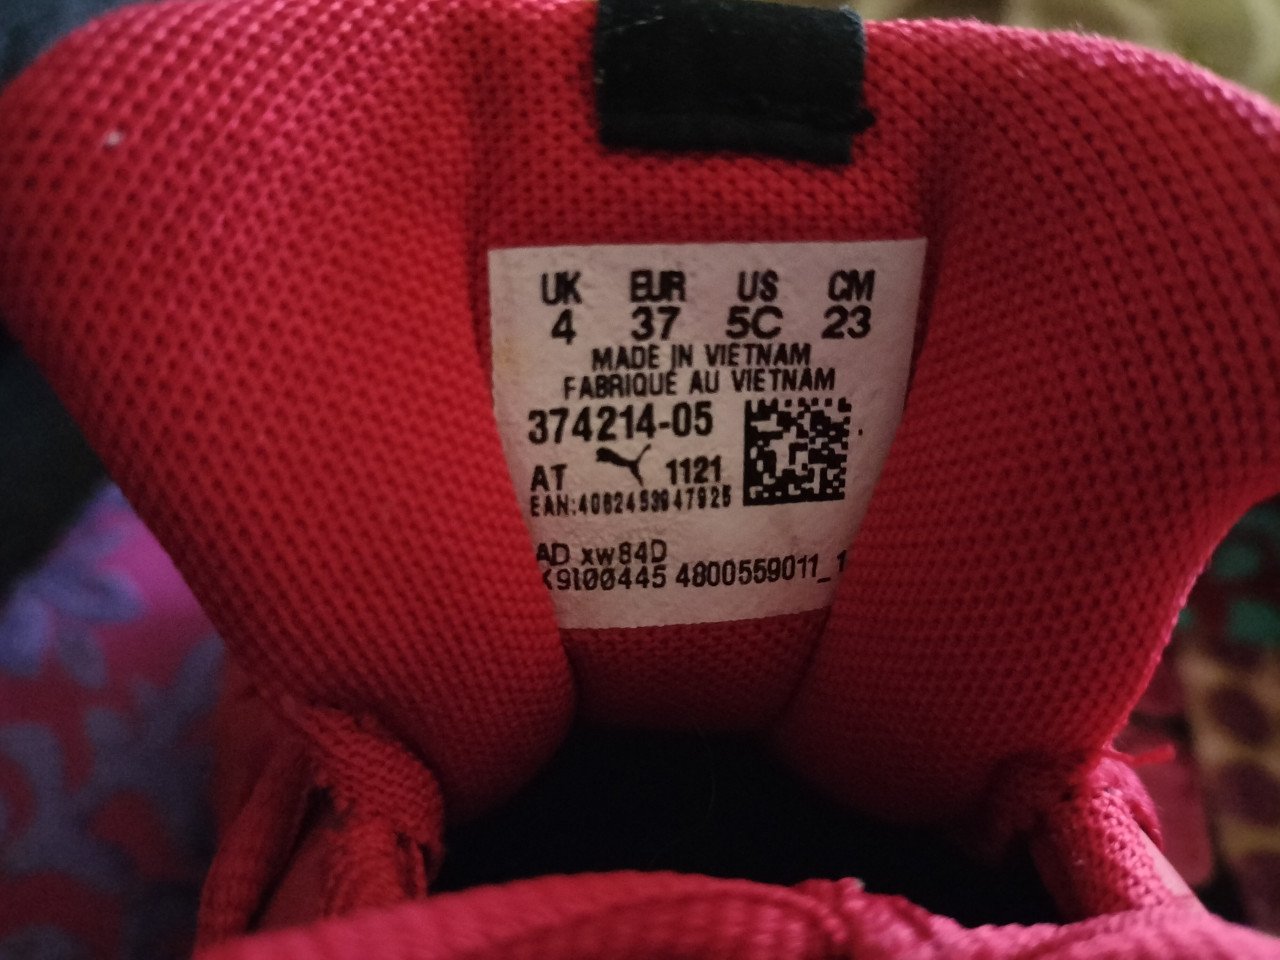 UK EUR US CM
4 37 5C 23
MADE IN VIETNAM
FABRIQUE AU VIETNAM
374214-05
AT 1121
EAN:4062453947925
AD xw84D
K9I00445 4800559011_1